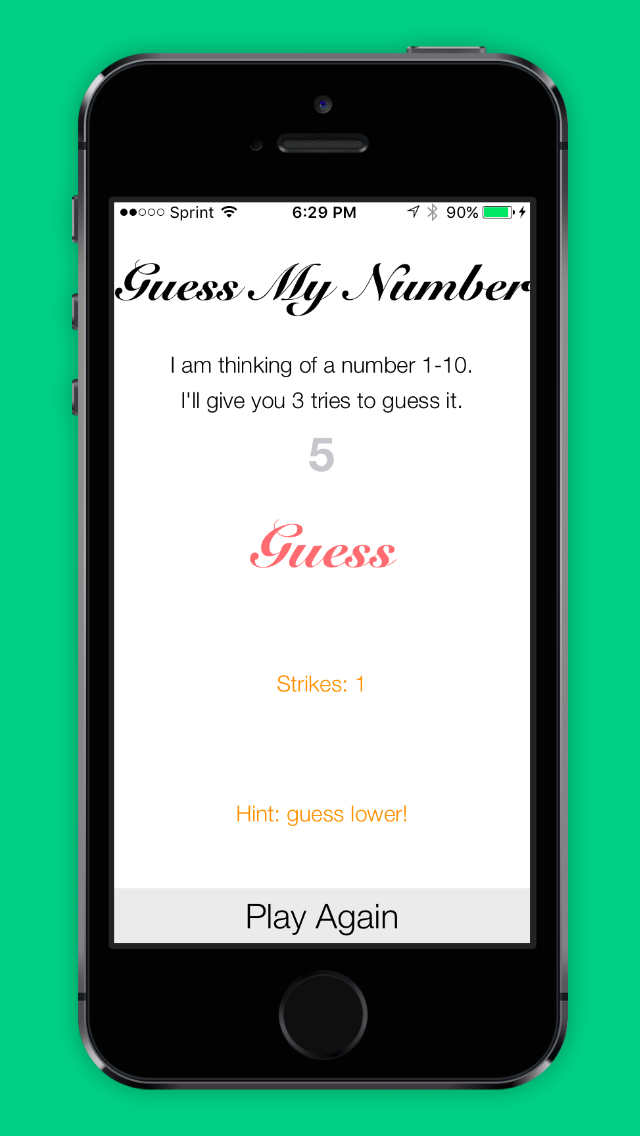 Sprint 6:29 PM 90%
Guess My Number
I am thinking of a number 1-10.
I'll give you 3 tries to guess it.
5
Guess
Strikes: 1
Hint: guess lower!
Play Again